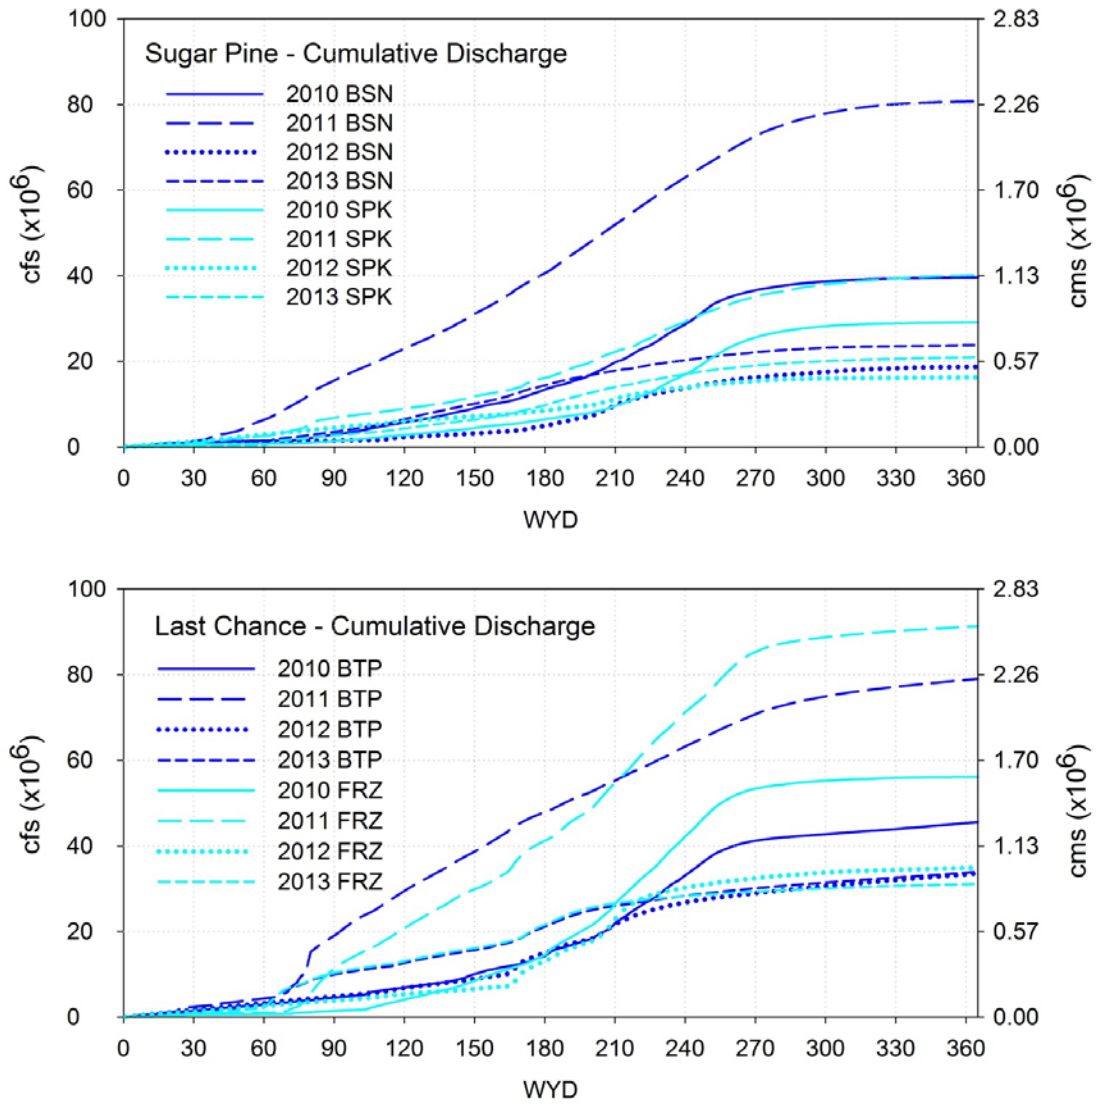 Sugar Pine - Cumulative Discharge
2010 BSN
2011 BSN
2012 BSN
2013 BSN
2010 SPK
2011 SPK
2012 SPK
2013 SPK
cfs (x10⁶)
100
80
60
40
20
0
2.83
2.26
1.70
1.13
0.57
0.00
cms (x10⁶)
0 30 60 90 120 150 180 210 240 270 300 330 360
WYD
Last Chance - Cumulative Discharge
2010 BTP
2011 BTP
2012 BTP
2013 BTP
2010 FRZ
2011 FRZ
2012 FRZ
2013 FRZ
cfs (x10⁶)
100
80
60
40
20
0
2.83
2.26
1.70
1.13
0.57
0.00
cms (x10⁶)
0 30 60 90 120 150 180 210 240 270 300 330 360
WYD